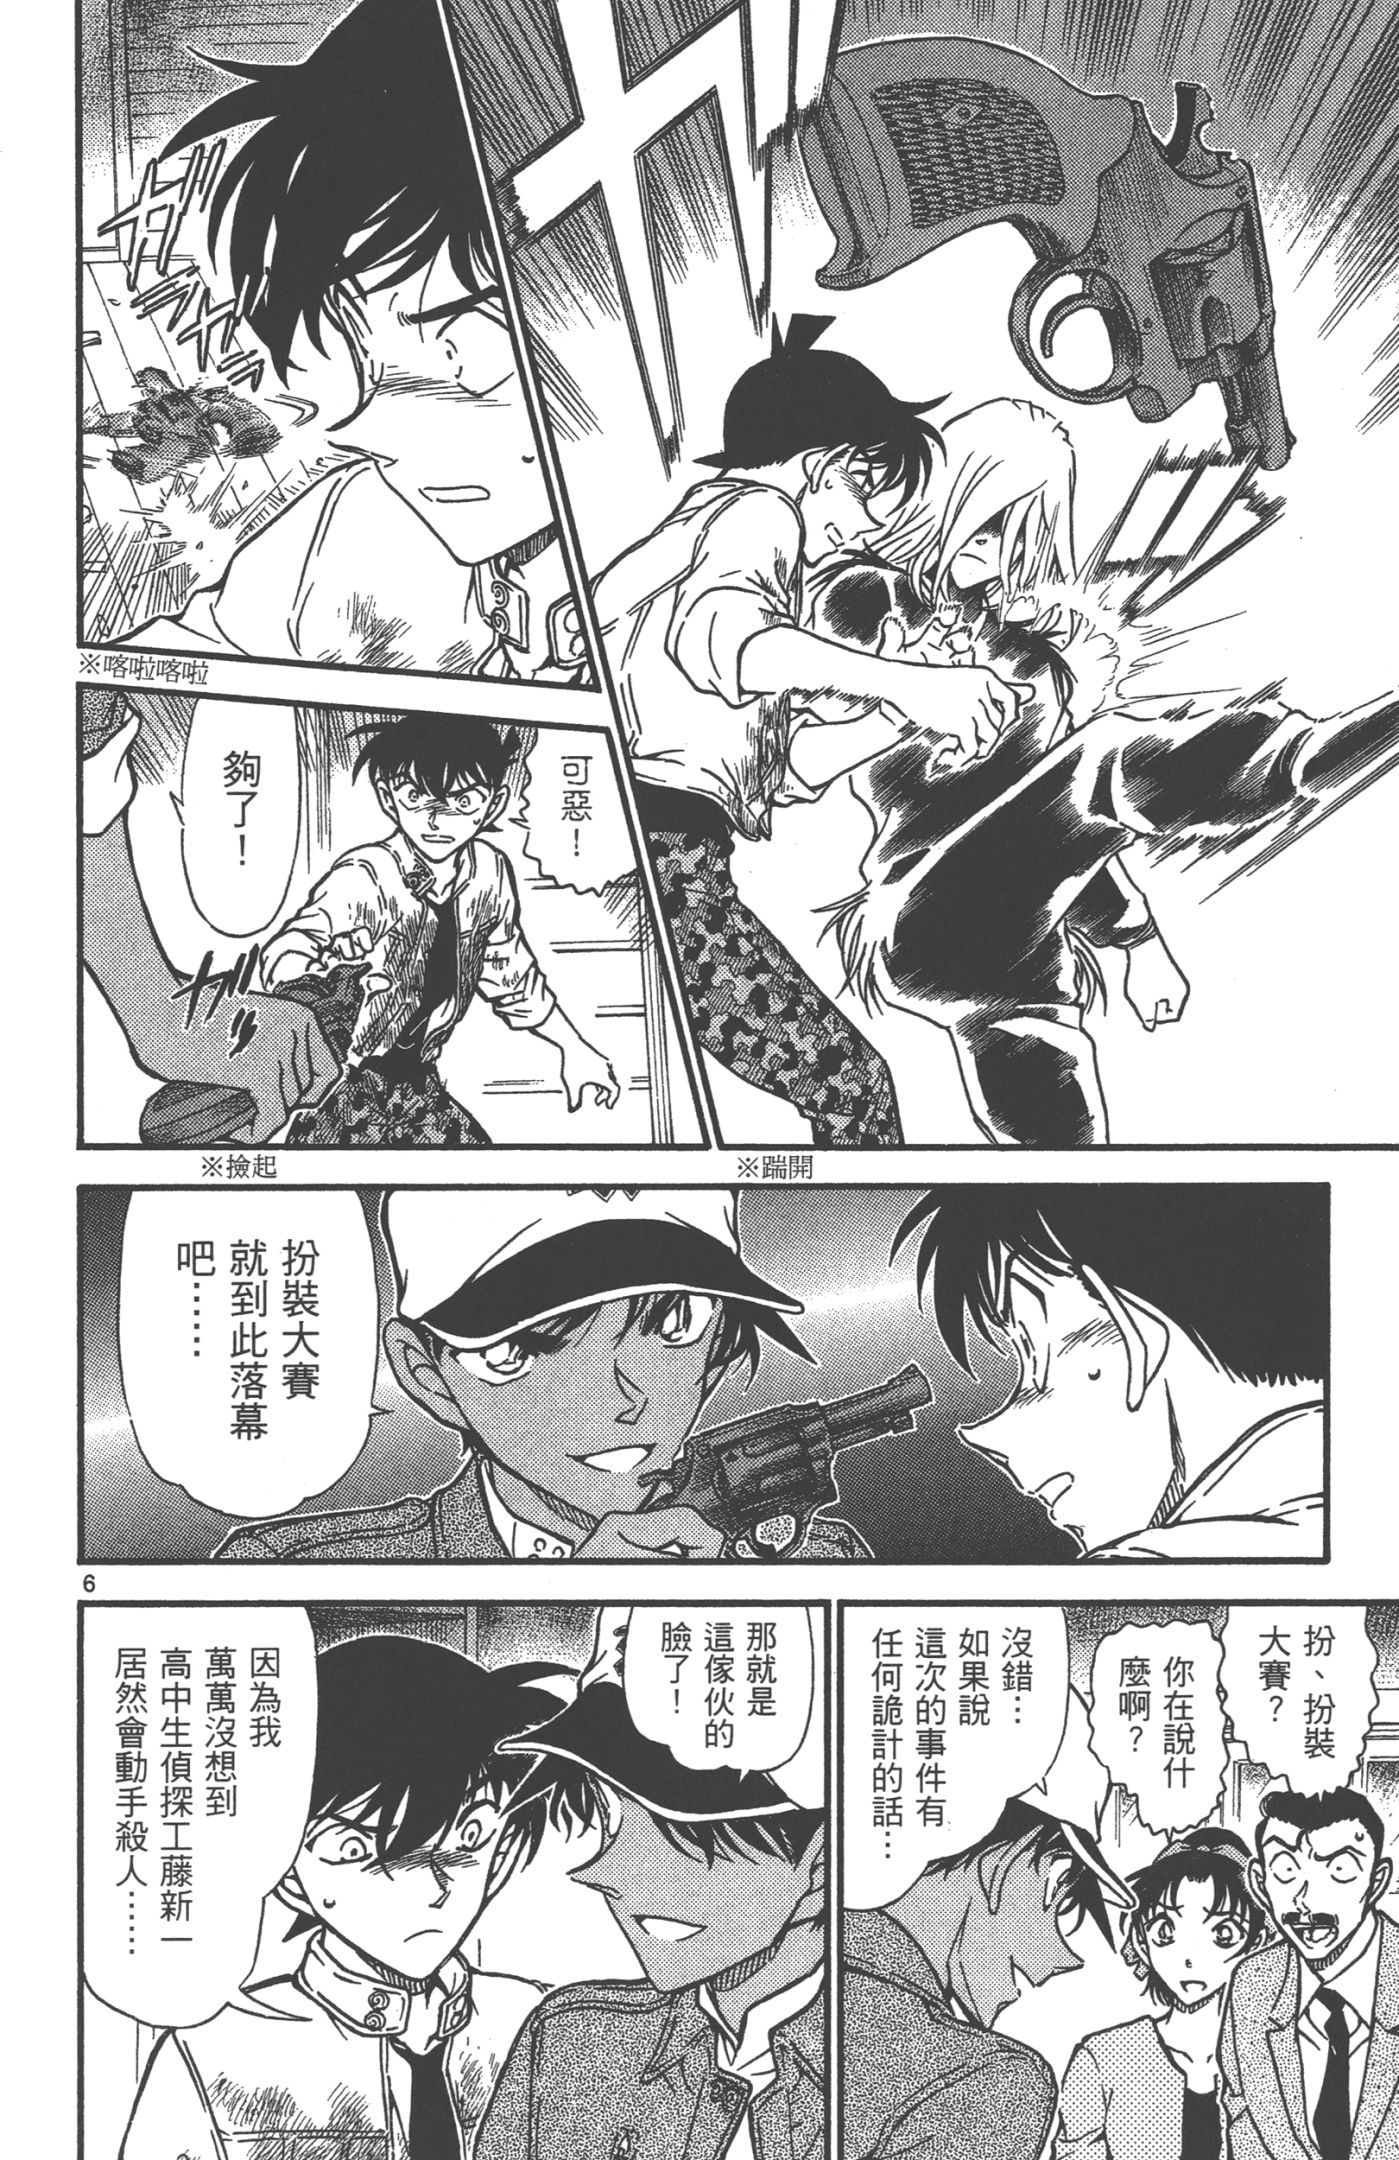 ※踹開
※喀啦喀啦
可惡！
夠了！
※撿起
扮裝大賽
就到此落幕
吧……
6
扮、扮裝
大賽？
你在說什
麼啊？
沒錯…
如果說
這次的事件有
任何詭計的話…
那就是
這傢伙的
臉了！
因為我
萬萬沒想到
高中生偵探工藤新一
居然會動手殺人……